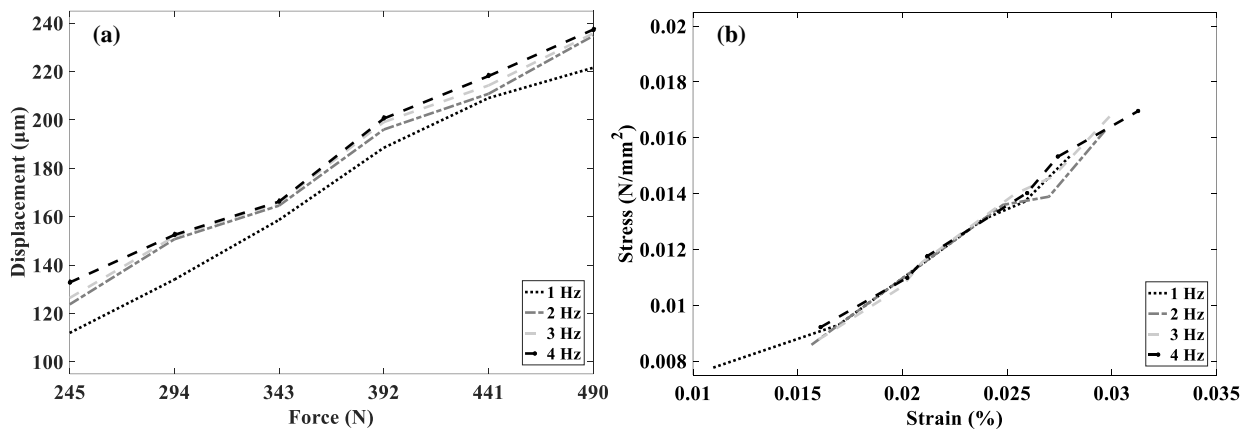 (a)
Displacement (μm)
240
220
200
180
160
140
120
100
245 294 343 392 441 490
Force (N)
1 Hz
2 Hz
3 Hz
4 Hz
(b)
Stress (N/mm²)
0.02
0.018
0.016
0.014
0.012
0.01
0.008
0.01 0.015 0.02 0.025 0.03 0.035
Strain (%)
1 Hz
2 Hz
3 Hz
4 Hz